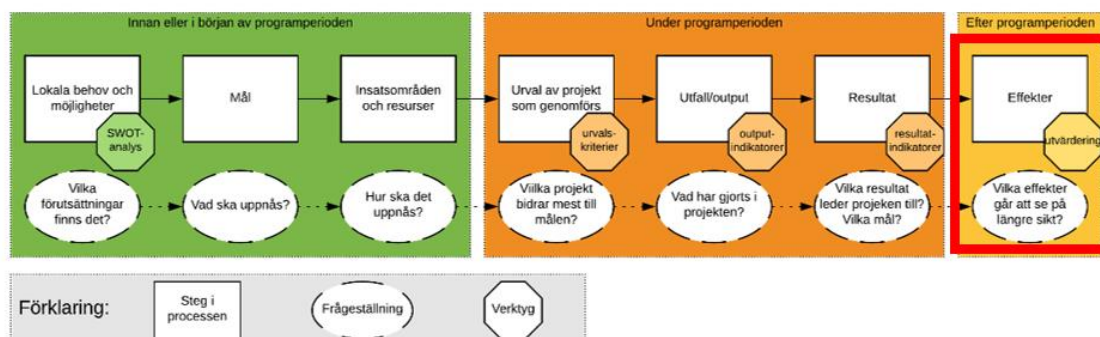 Innan eller i början av programperioden
Under programperioden
Efter programperioden
Lokala behov och
möjligheter
SWOT-
analys
Mål
Insatsområden
och resurser
Urval av projekt
som genomförs
urvals-
kriterier
Utfall/output
output-
indikatorer
Resultat
resultat-
indikatorer
Effekter
utvärdering
Vilka
förutsättningar
finns det?
Vad ska uppnås?
Hur ska det
uppnås?
Viilka projekt
bidrar mest till
målen?
Vad har gjorts i
projekten?
Vilka resultat
leder projeken till?
Vilka mål?
Vilka effekter
går att se på
längre sikt?
Förklaring:
Steg i
processen
Frågeställning
Verktyg